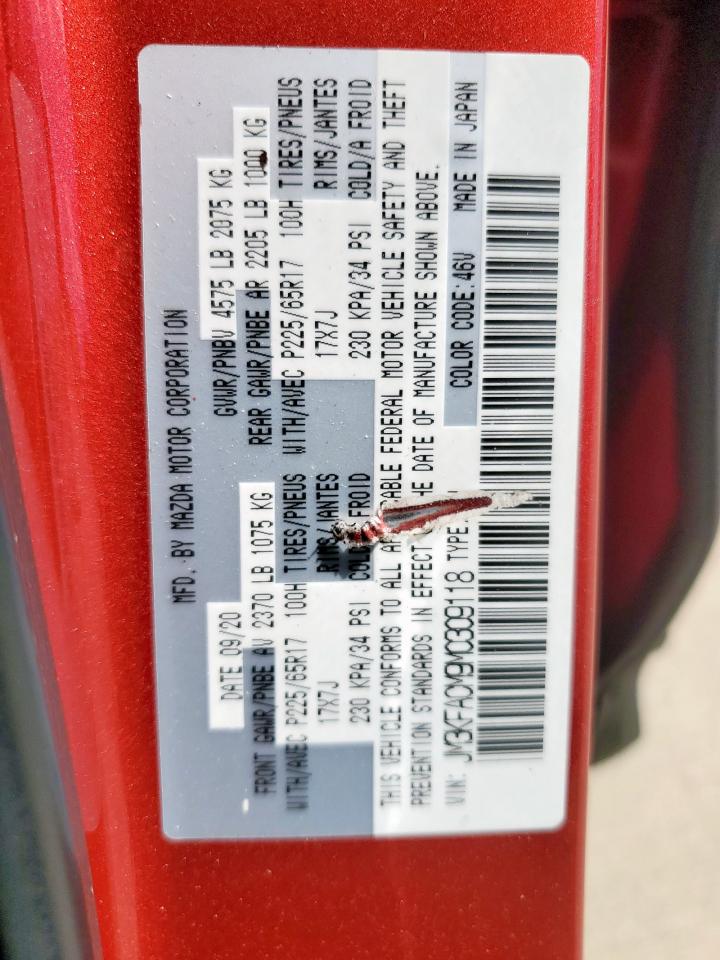 MFD. BY MAZDA MOTOR CORPORATION
DATE 09/20 GVWR/PNBV 4575 LB 2075 KG
FRONT GAWR/PNBE AV 2370 LB 1075 KG REAR GAWR/PNBE AR 2205 LB 1000 KG
WITH/AVEC P225/65R17 100H TIRES/PNEUS WITH/AVEC P225/65R17 100H TIRES/PNEUS
17X7J RIMS/JANTES 17X7J RIMS/JANTES
230 KPA/34 PSI FROID 230 KPA/34 PSI COLD/A FROID
THIS VEHICLE CONFORMS TO ALL FEDERAL MOTOR VEHICLE SAFETY AND THEFT
PREVENTION STANDARDS IN EFFECT DATE OF MANUFACTURE SHOWN ABOVE.
VIN: JM3KFACM9M0309118 TYPE COLOR CODE:46V MADE IN JAPAN